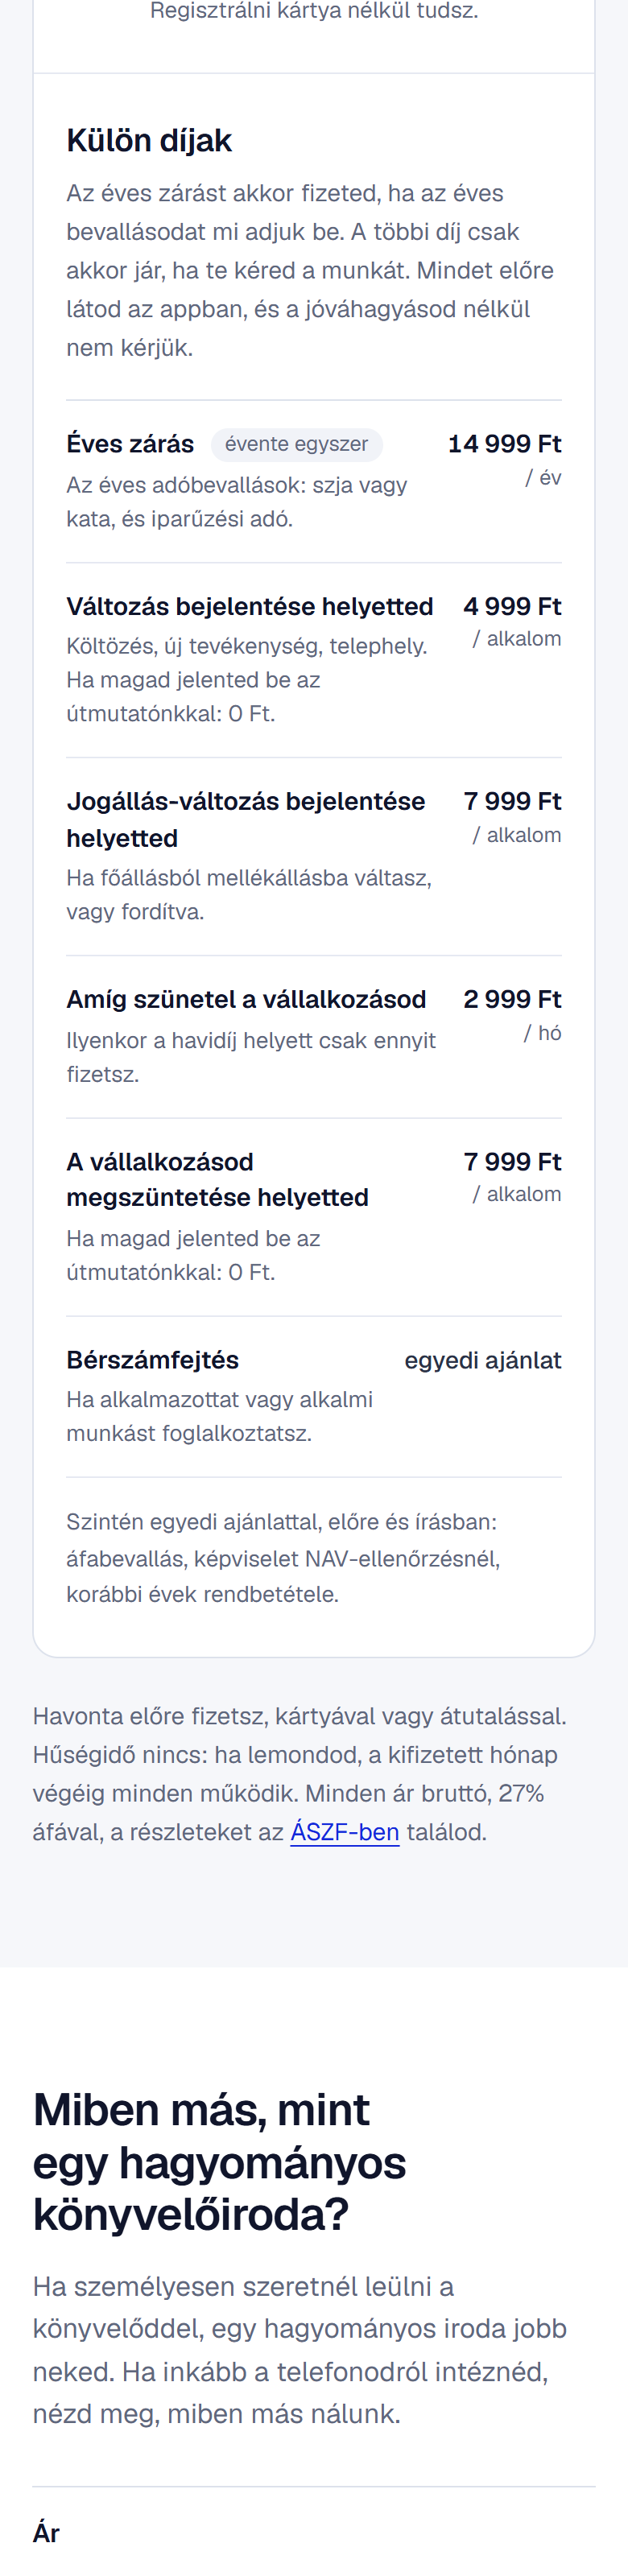 Regisztrálni kártya nélkül tudsz.
Külön díjak
Az éves zárást akkor fizeted, ha az éves
bevallásodat mi adjuk be. A többi díj csak
akkor jár, ha te kéred a munkát. Mindet előre
látod az appban, és a jóváhagyásod nélkül
nem kérjük.
Éves zárás évente egyszer 14 999 Ft
/ év
Az éves adóbevallások: szja vagy
kata, és iparűzési adó.
Változás bejelentése helyetted 4 999 Ft
/ alkalom
Költözés, új tevékenység, telephely.
Ha magad jelented be az
útmutatónkkal: 0 Ft.
Jogállás-változás bejelentése 7 999 Ft
helyetted / alkalom
Ha főállásból mellékállásba váltasz,
vagy fordítva.
Amíg szünetel a vállalkozásod 2 999 Ft
/ hó
Ilyenkor a havidíj helyett csak ennyit
fizetsz.
A vállalkozásod 7 999 Ft
megszüntetése helyetted / alkalom
Ha magad jelented be az
útmutatónkkal: 0 Ft.
Bérszámfejtés egyedi ajánlat
Ha alkalmazottat vagy alkalmi
munkást foglalkoztatsz.
Szintén egyedi ajánlattal, előre és írásban:
áfabevallás, képviselet NAV-ellenőrzésnél,
korábbi évek rendbetétele.
Havonta előre fizetsz, kártyával vagy átutalással.
Hűségidő nincs: ha lemondod, a kifizetett hónap
végéig minden működik. Minden ár bruttó, 27%
áfával, a részleteket az ÁSZF-ben találod.
Miben más, mint
egy hagyományos
könyvelőiroda?
Ha személyesen szeretnél leülni a
könyvelőddel, egy hagyományos iroda jobb
neked. Ha inkább a telefonodról intéznéd,
nézd meg, miben más nálunk.
Ár